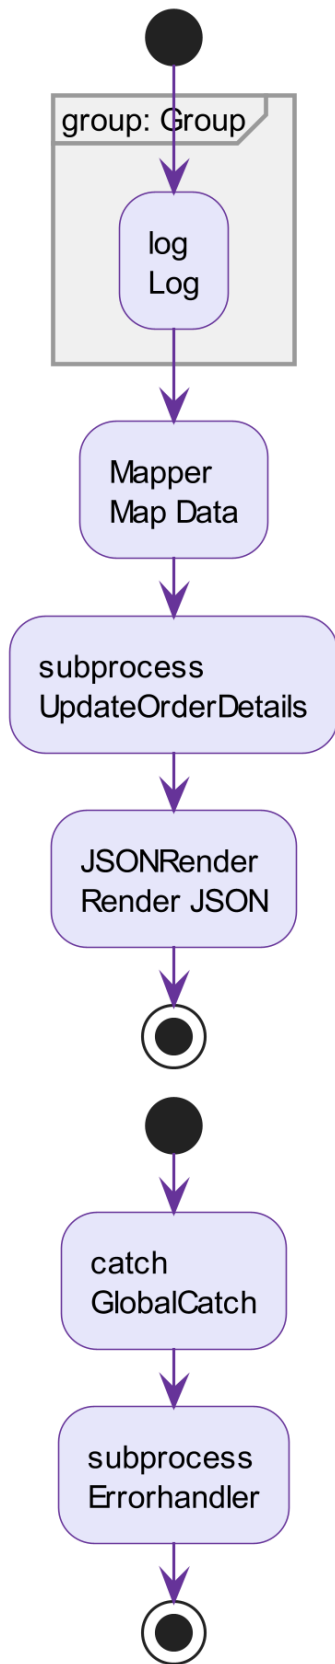 group: Group
log
Log
Mapper
Map Data
subprocess
UpdateOrderDetails
JSONRender
Render JSON
catch
GlobalCatch
subprocess
Errorhandler